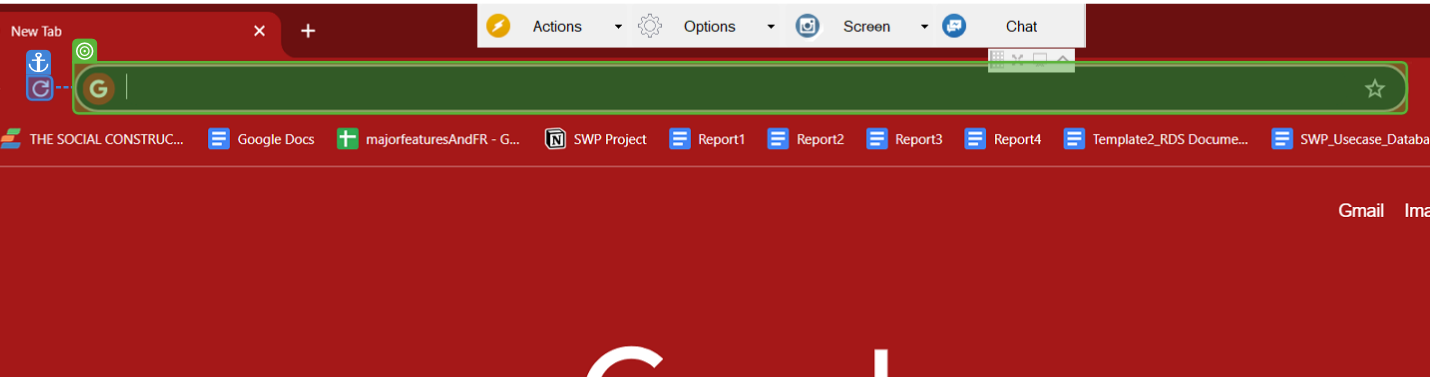 New Tab
Actions Options Screen Chat
THE SOCIAL CONSTRUC... Google Docs majorfeaturesAndFR - G... SWP Project Report1 Report2 Report3 Report4 Template2_RDS Docume... SWP_Usecase_Databa
Gmail Ima